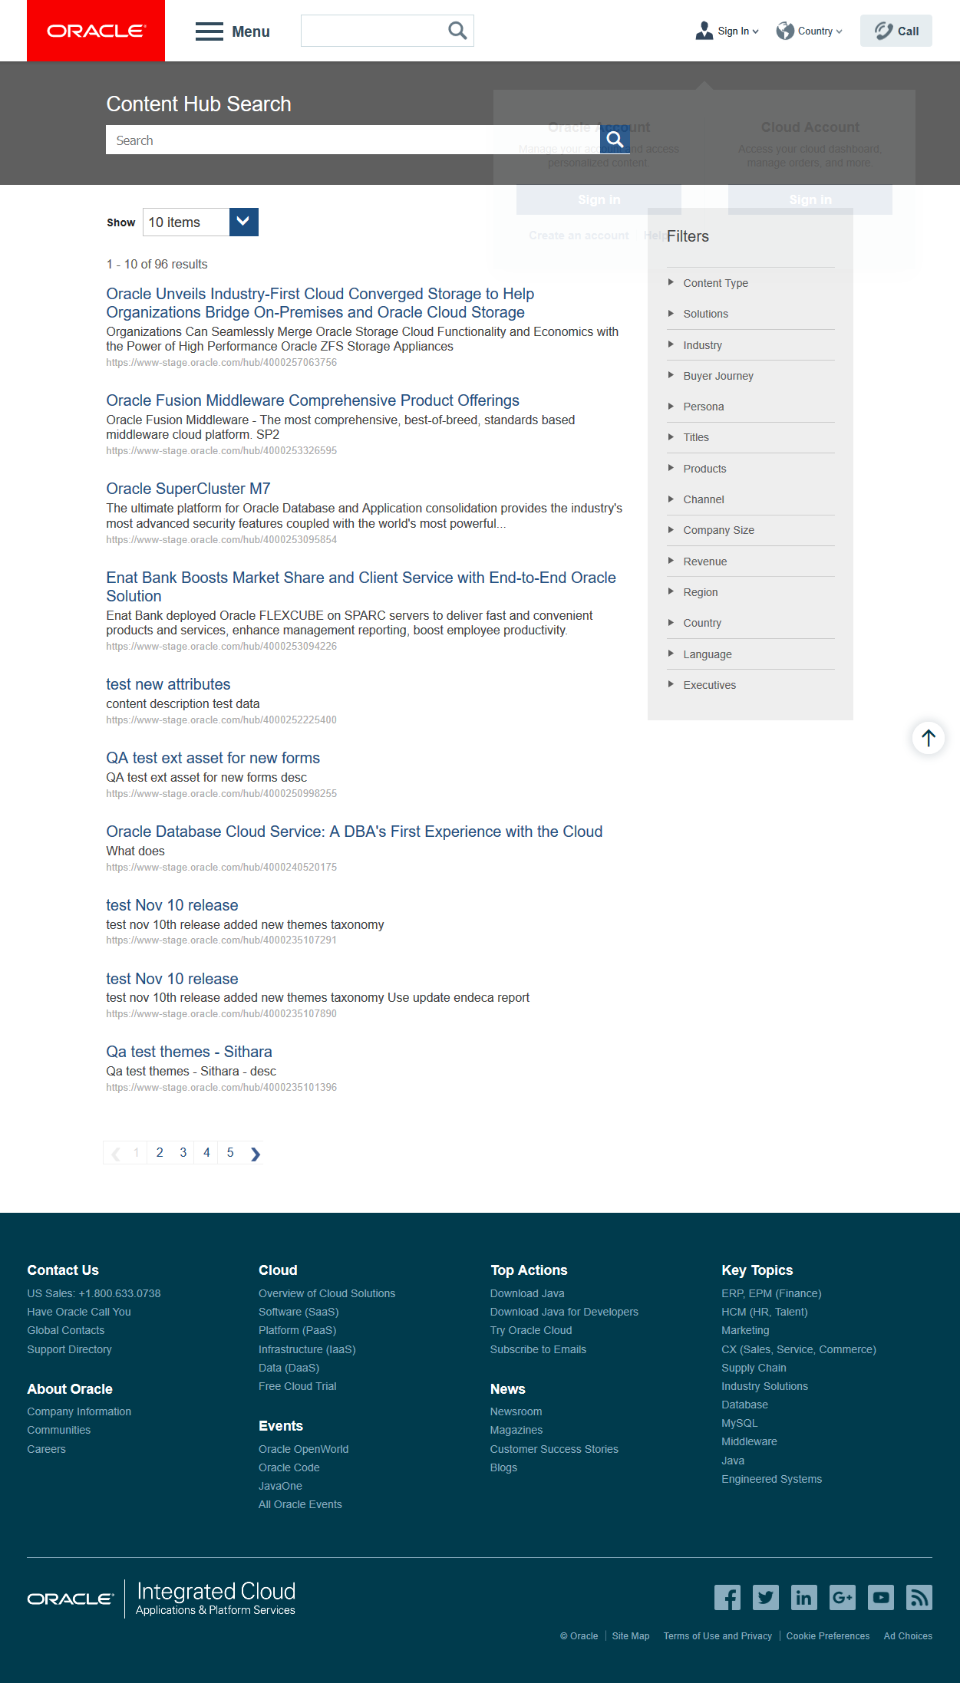 ORACLE
Menu
Sign In
Country
Call
Content Hub Search
Search
Oracle Account
Manage your account and access
personalized content
Sign in
Create an account
Help
Cloud Account
Access your cloud dashboard,
manage orders, and more
Sign in
Show
10 items
1 - 10 of 96 results
Oracle Unveils Industry-First Cloud Converged Storage to Help
Organizations Bridge On-Premises and Oracle Cloud Storage
Organizations Can Seamlessly Merge Oracle Storage Cloud Functionality and Economics with
the Power of High Performance Oracle ZFS Storage Appliances
https://www-stage.oracle.com/hub/4000257063756
Oracle Fusion Middleware Comprehensive Product Offerings
Oracle Fusion Middleware - The most comprehensive, best-of-breed, standards based
middleware cloud platform. SP2
https://www-stage.oracle.com/hub/4000253326595
Oracle SuperCluster M7
The ultimate platform for Oracle Database and Application consolidation provides the industry's
most advanced security features coupled with the world's most powerful...
https://www-stage.oracle.com/hub/4000253095854
Enat Bank Boosts Market Share and Client Service with End-to-End Oracle
Solution
Enat Bank deployed Oracle FLEXCUBE on SPARC servers to deliver fast and convenient
products and services, enhance management reporting, boost employee productivity.
https://www-stage.oracle.com/hub/4000253094226
test new attributes
content description test data
https://www-stage.oracle.com/hub/4000252225400
QA test ext asset for new forms
QA test ext asset for new forms desc
https://www-stage.oracle.com/hub/4000250998255
Oracle Database Cloud Service: A DBA's First Experience with the Cloud
What does
https://www-stage.oracle.com/hub/4000240520175
test Nov 10 release
test nov 10th release added new themes taxonomy
https://www-stage.oracle.com/hub/4000235107291
test Nov 10 release
test nov 10th release added new themes taxonomy Use update endeca report
https://www-stage.oracle.com/hub/4000235107890
Qa test themes - Sithara
Qa test themes - Sithara - desc
https://www-stage.oracle.com/hub/4000235101396
1 2 3 4 5
Filters
Content Type
Solutions
Industry
Buyer Journey
Persona
Titles
Products
Channel
Company Size
Revenue
Region
Country
Language
Executives
Contact Us
US Sales: +1.800.633.0738
Have Oracle Call You
Global Contacts
Support Directory
About Oracle
Company Information
Communities
Careers
Cloud
Overview of Cloud Solutions
Software (SaaS)
Platform (PaaS)
Infrastructure (IaaS)
Data (DaaS)
Free Cloud Trial
Events
Oracle OpenWorld
Oracle Code
JavaOne
All Oracle Events
Top Actions
Download Java
Download Java for Developers
Try Oracle Cloud
Subscribe to Emails
News
Newsroom
Magazines
Customer Success Stories
Blogs
Key Topics
ERP, EPM (Finance)
HCM (HR, Talent)
Marketing
CX (Sales, Service, Commerce)
Supply Chain
Industry Solutions
Database
MySQL
Middleware
Java
Engineered Systems
ORACLE
Integrated Cloud
Applications & Platform Services
© Oracle
Site Map
Terms of Use and Privacy
Cookie Preferences
Ad Choices